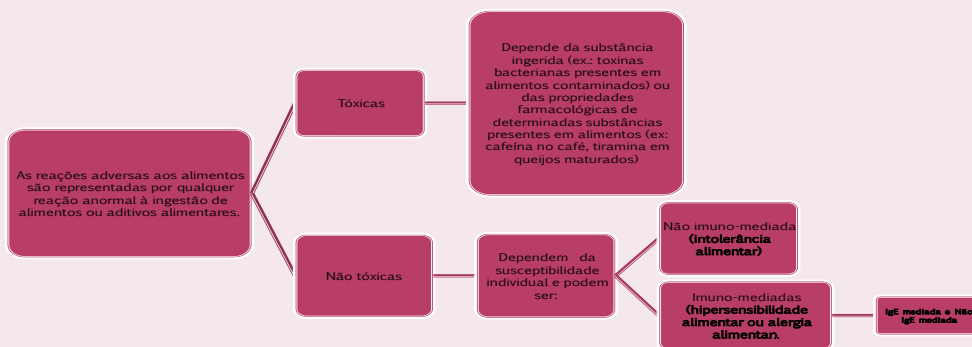 As reações adversas aos alimentos
são representadas por qualquer
reação anormal à ingestão de
alimentos ou aditivos alimentares.
Tóxicas
Depende da substância
ingerida (ex.: toxinas
bacterianas presentes em
alimentos contaminados) ou
das propriedades
farmacológicas de
determinadas substâncias
presentes em alimentos (ex:
cafeína no café, tiramina em
queijos maturados)
Não tóxicas
Dependem da
susceptibilidade
individual e podem
ser:
Não imuno-mediada
(intolerância
alimentar)
Imuno-mediadas
(hipersensibilidade
alimentar ou alergia
alimentar).
IgE mediada e Não
IgE mediada